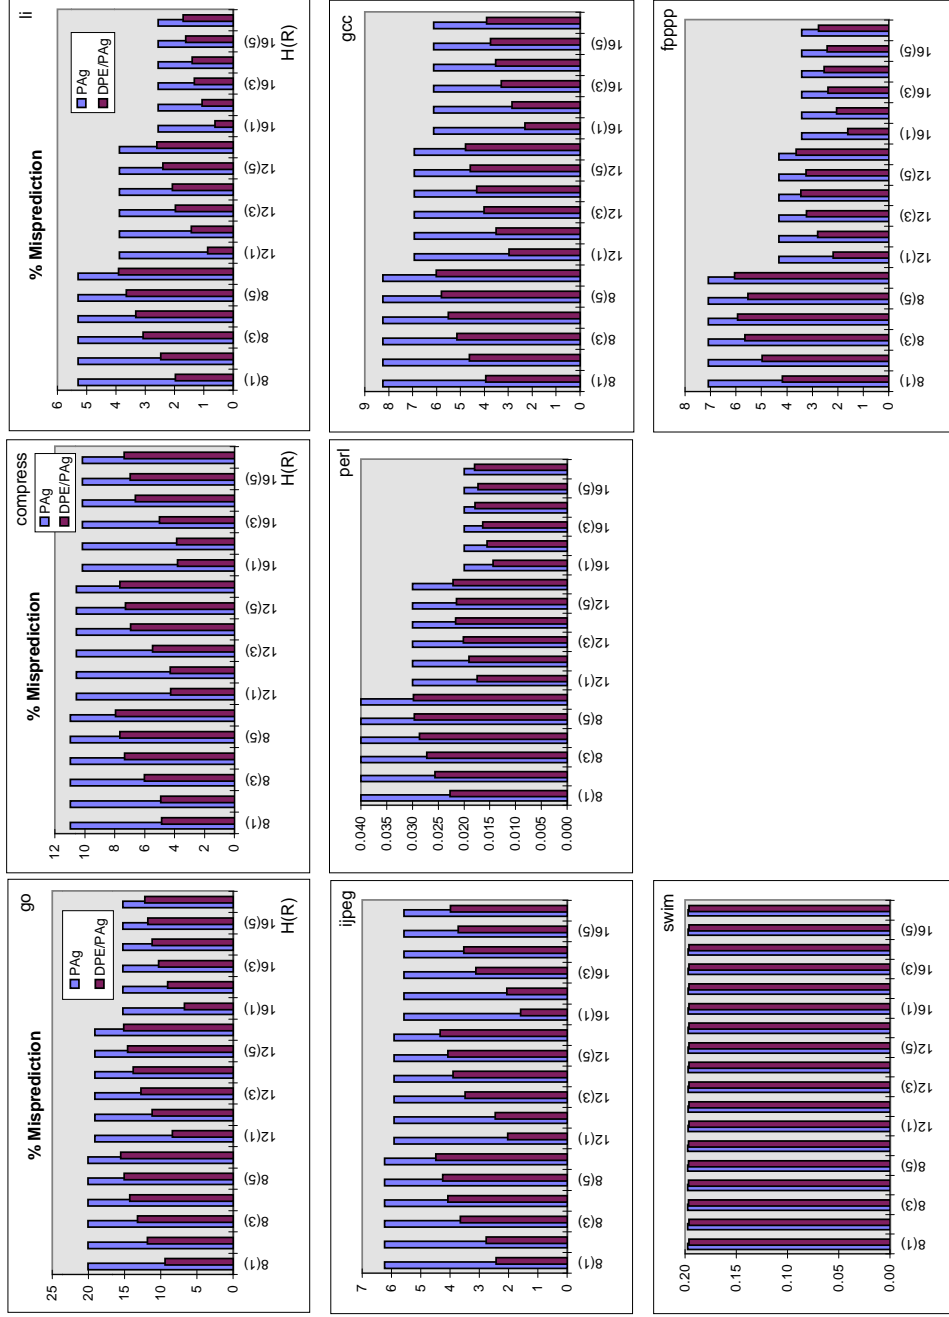 % Misprediction
go
PAg
DPE/PAg
25
20
15
10
5
0
8(1) 8(3) 8(5) 12(1) 12(3) 12(5) 16(1) 16(3) 16(5)
H(R)
% Misprediction
compress
PAg
DPE/PAg
12
10
8
6
4
2
0
8(1) 8(3) 8(5) 12(1) 12(3) 12(5) 16(1) 16(3) 16(5)
H(R)
% Misprediction
li
PAg
DPE/PAg
6
5
4
3
2
1
0
8(1) 8(3) 8(5) 12(1) 12(3) 12(5) 16(1) 16(3) 16(5)
H(R)
ijpeg
7
6
5
4
3
2
1
0
8(1) 8(3) 8(5) 12(1) 12(3) 12(5) 16(1) 16(3) 16(5)
perl
0.040
0.035
0.030
0.025
0.020
0.015
0.010
0.005
0.000
8(1) 8(3) 8(5) 12(1) 12(3) 12(5) 16(1) 16(3) 16(5)
gcc
9
8
7
6
5
4
3
2
1
0
8(1) 8(3) 8(5) 12(1) 12(3) 12(5) 16(1) 16(3) 16(5)
swim
0.20
0.15
0.10
0.05
0.00
8(1) 8(3) 8(5) 12(1) 12(3) 12(5) 16(1) 16(3) 16(5)
fpppp
8
7
6
5
4
3
2
1
0
8(1) 8(3) 8(5) 12(1) 12(3) 12(5) 16(1) 16(3) 16(5)